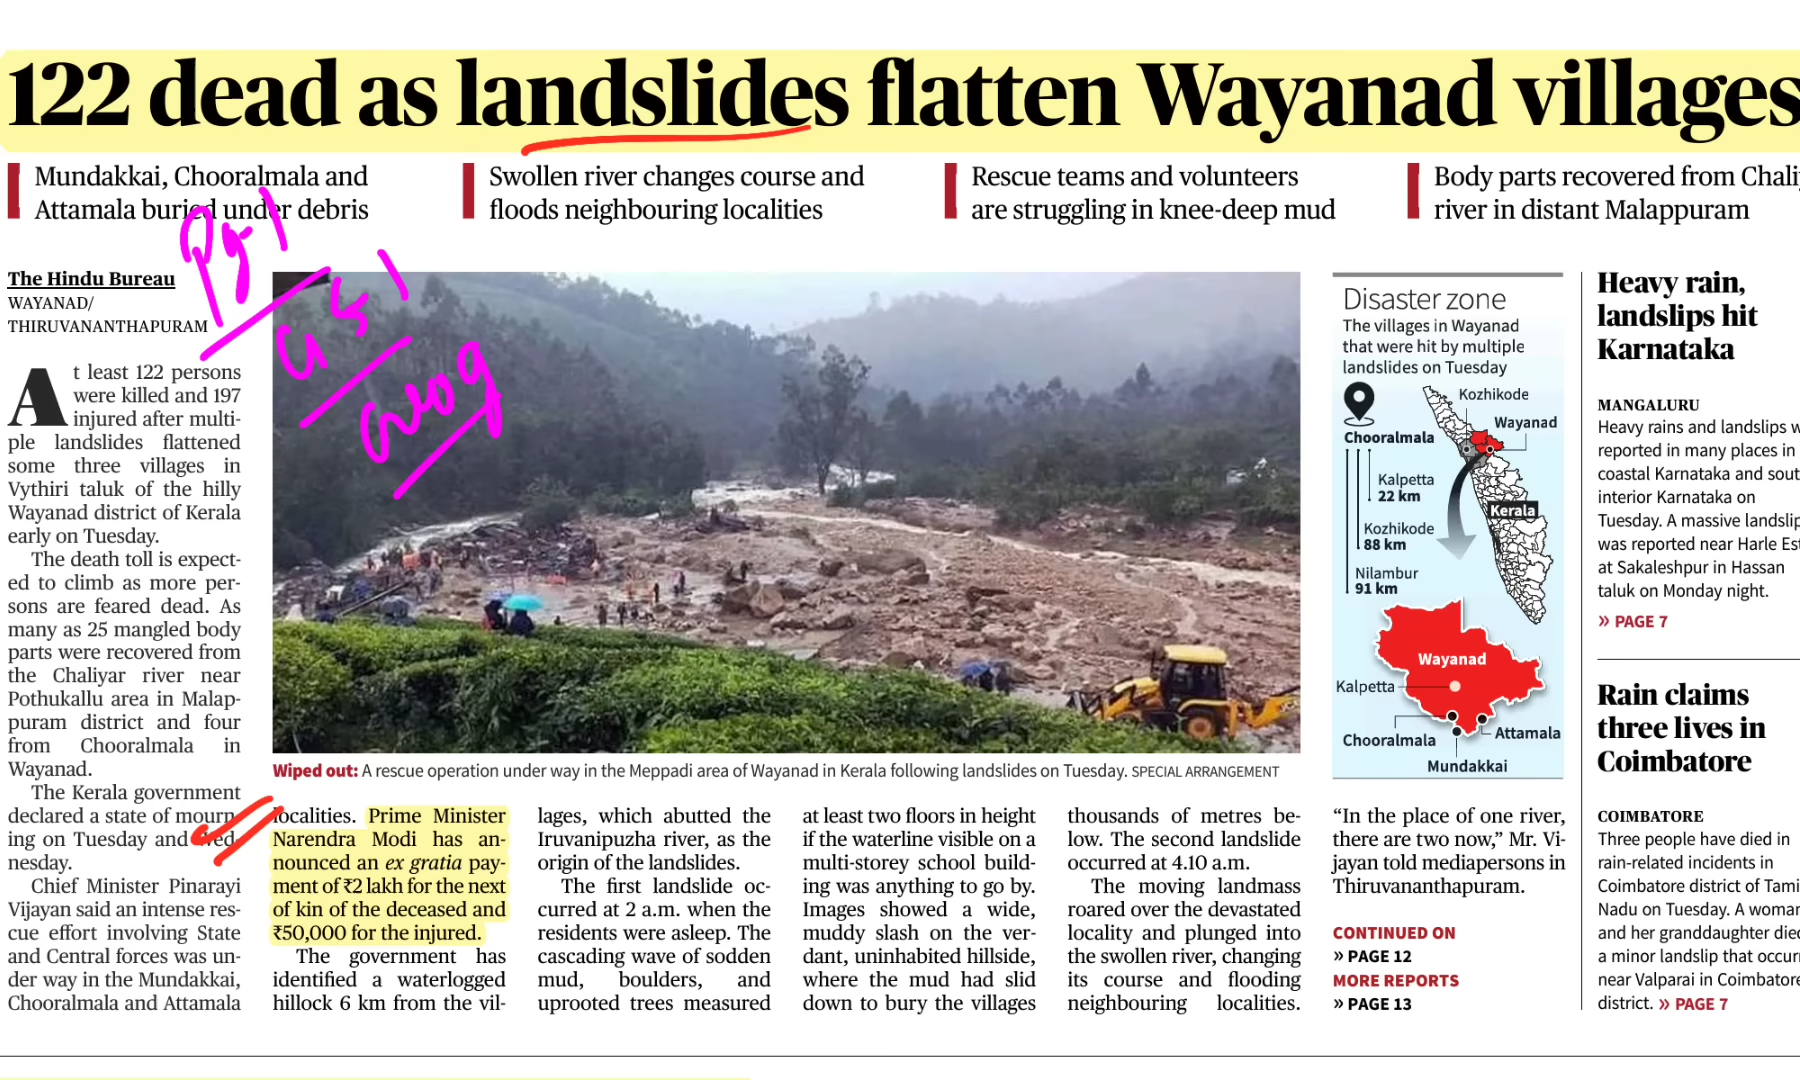 122 dead as landslides flatten Wayanad villages
Mundakkai, Chooralmala and
Attamala buried under debris
Swollen river changes course and
floods neighbouring localities
Rescue teams and volunteers
are struggling in knee-deep mud
Body parts recovered from Chaliy
river in distant Malappuram
Pg-1
GS1
The Hindu Bureau
WAYANAD/
THIRUVANANTHAPURAM
At least 122 persons
were killed and 197
injured after multi-
ple landslides flattened
some three villages in
Vythiri taluk of the hilly
Wayanad district of Kerala
early on Tuesday.
The death toll is expect-
ed to climb as more per-
sons are feared dead. As
many as 25 mangled body
parts were recovered from
the Chaliyar river near
Pothukallu area in Malap-
puram district and four
from Chooralmala in
Wayanad.
The Kerala government
declared a state of mourn-
ing on Tuesday and Wed-
nesday.
Chief Minister Pinarayi
Vijayan said an intense res-
cue effort involving State
and Central forces was un-
der way in the Mundakkai,
Chooralmala and Attamala
Wiped out: A rescue operation under way in the Meppadi area of Wayanad in Kerala following landslides on Tuesday. SPECIAL ARRANGEMENT
localities. Prime Minister
Narendra Modi has an-
nounced an ex gratia pay-
ment of ₹2 lakh for the next
of kin of the deceased and
₹50,000 for the injured.
The government has
identified a waterlogged
hillock 6 km from the vil-
lages, which abutted the
Iruvanipuzha river, as the
origin of the landslides.
The first landslide oc-
curred at 2 a.m. when the
residents were asleep. The
cascading wave of sodden
mud, boulders, and
uprooted trees measured
at least two floors in height
if the waterline visible on a
multi-storey school build-
ing was anything to go by.
Images showed a wide,
muddy slash on the ver-
dant, uninhabited hillside,
where the mud had slid
down to bury the villages
thousands of metres be-
low. The second landslide
occurred at 4.10 a.m.
The moving landmass
roared over the devastated
locality and plunged into
the swollen river, changing
its course and flooding
neighbouring localities.
“In the place of one river,
there are two now,” Mr. Vi-
jayan told mediapersons in
Thiruvananthapuram.
CONTINUED ON
» PAGE 12
MORE REPORTS
» PAGE 13
Disaster zone
The villages in Wayanad
that were hit by multiple
landslides on Tuesday
Kozhikode
Wayanad
Chooralmala
Kalpetta
22 km
Kerala
Kozhikode
88 km
Nilambur
91 km
Wayanad
Kalpetta
Attamala
Chooralmala
Mundakkai
Heavy rain,
landslips hit
Karnataka
MANGALURU
Heavy rains and landslips w
reported in many places in
coastal Karnataka and sout
interior Karnataka on
Tuesday. A massive landslip
was reported near Harle Est
at Sakaleshpur in Hassan
taluk on Monday night.
» PAGE 7
Rain claims
three lives in
Coimbatore
COIMBATORE
Three people have died in
rain-related incidents in
Coimbatore district of Tami
Nadu on Tuesday. A woman
and her granddaughter died
a minor landslip that occurr
near Valparai in Coimbatore
district. » PAGE 7